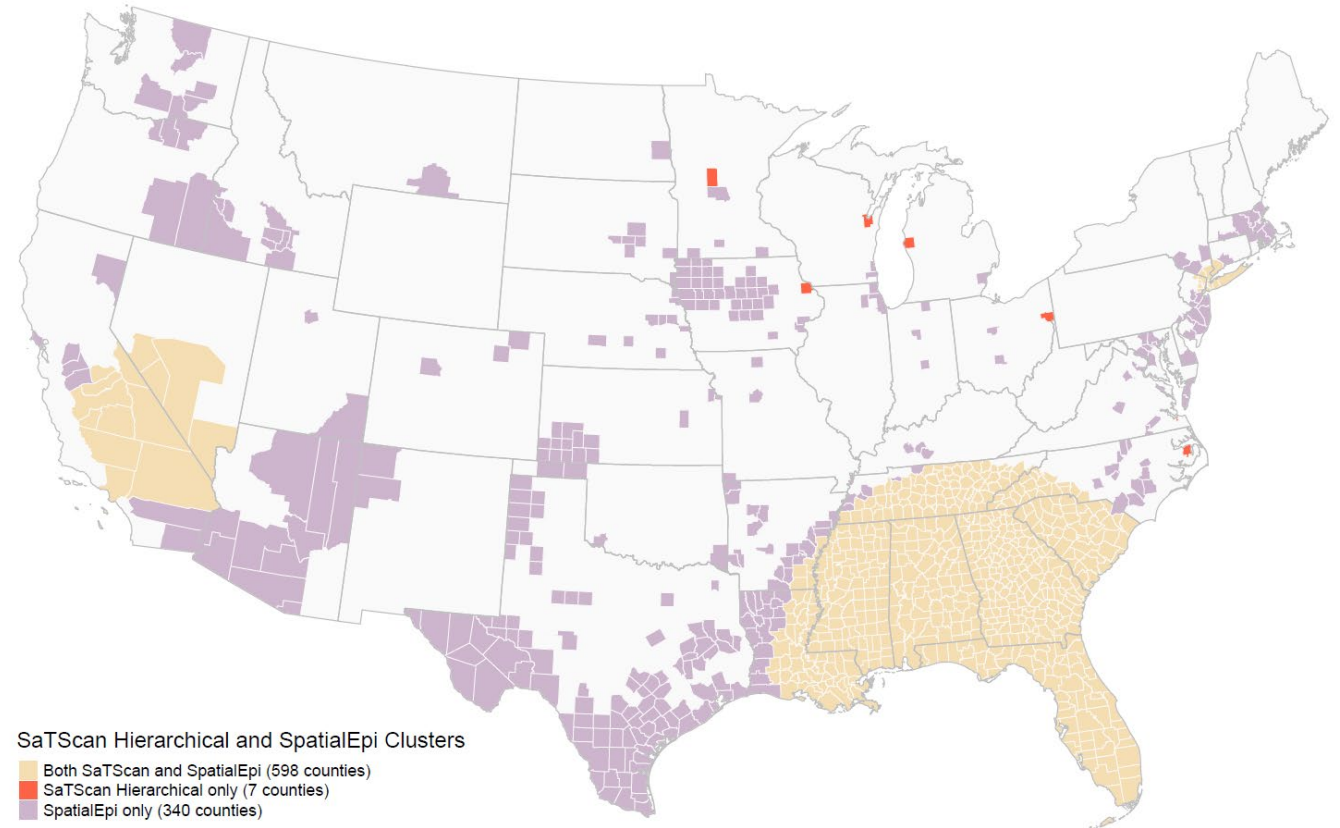 SaTScan Hierarchical and SpatialEpi Clusters
Both SaTScan and SpatialEpi (598 counties)
SaTScan Hierarchical only (7 counties)
SpatialEpi only (340 counties)